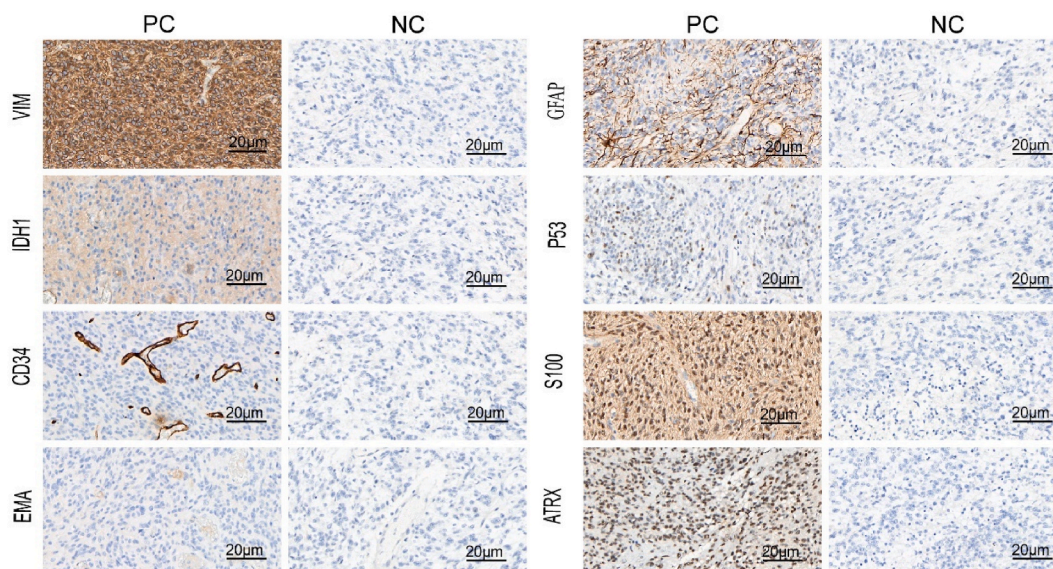 PC NC PC NC
VIM 20µm 20µm GFAP 20µm 20µm
IDH1 20µm 20µm P53 20µm 20µm
CD34 20µm 20µm S100 20µm 20µm
EMA 20µm 20µm ATRX 20µm 20µm